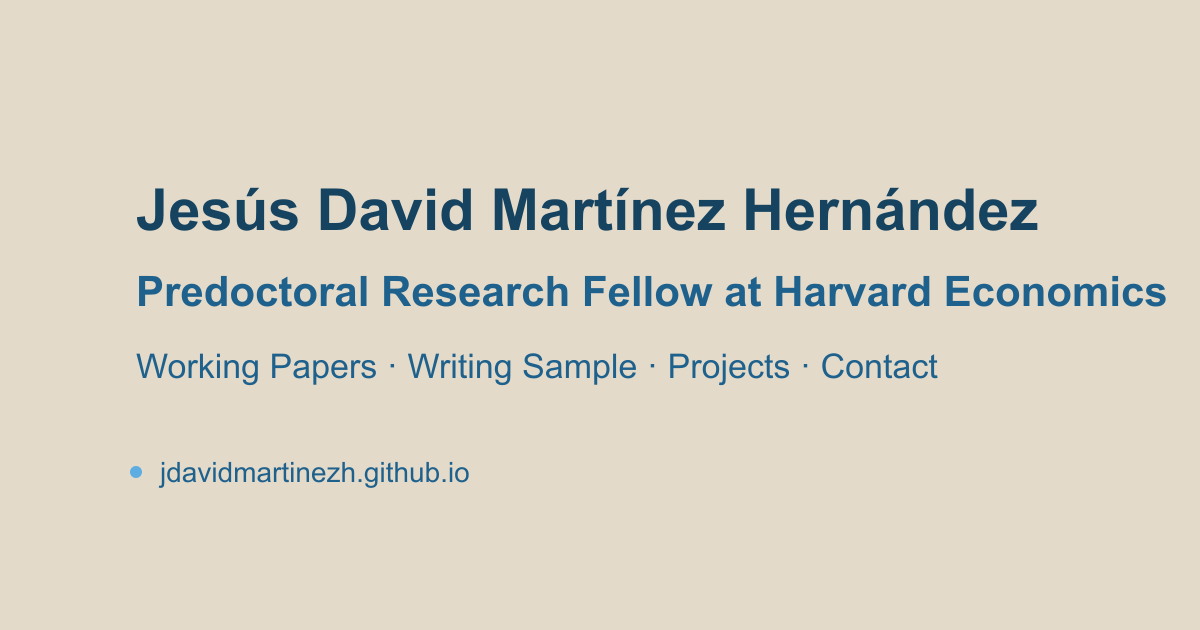 Jesús David Martínez Hernández
Predoctoral Research Fellow at Harvard Economics
Working Papers · Writing Sample · Projects · Contact
jdavidmartinezh.github.io